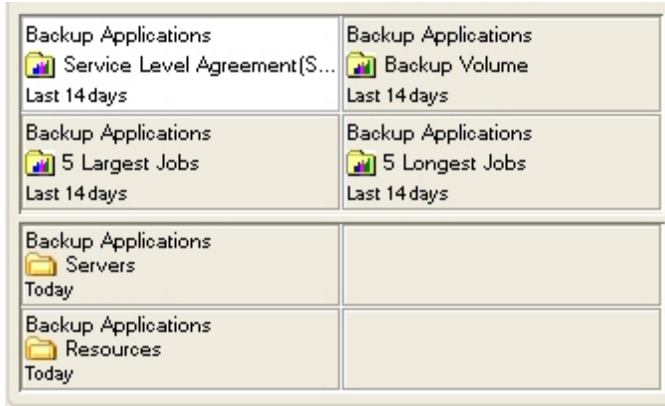 Backup Applications
Service Level Agreement(S...
Last 14 days
Backup Applications
Backup Volume
Last 14 days
Backup Applications
5 Largest Jobs
Last 14 days
Backup Applications
5 Longest Jobs
Last 14 days
Backup Applications
Servers
Today
Backup Applications
Resources
Today